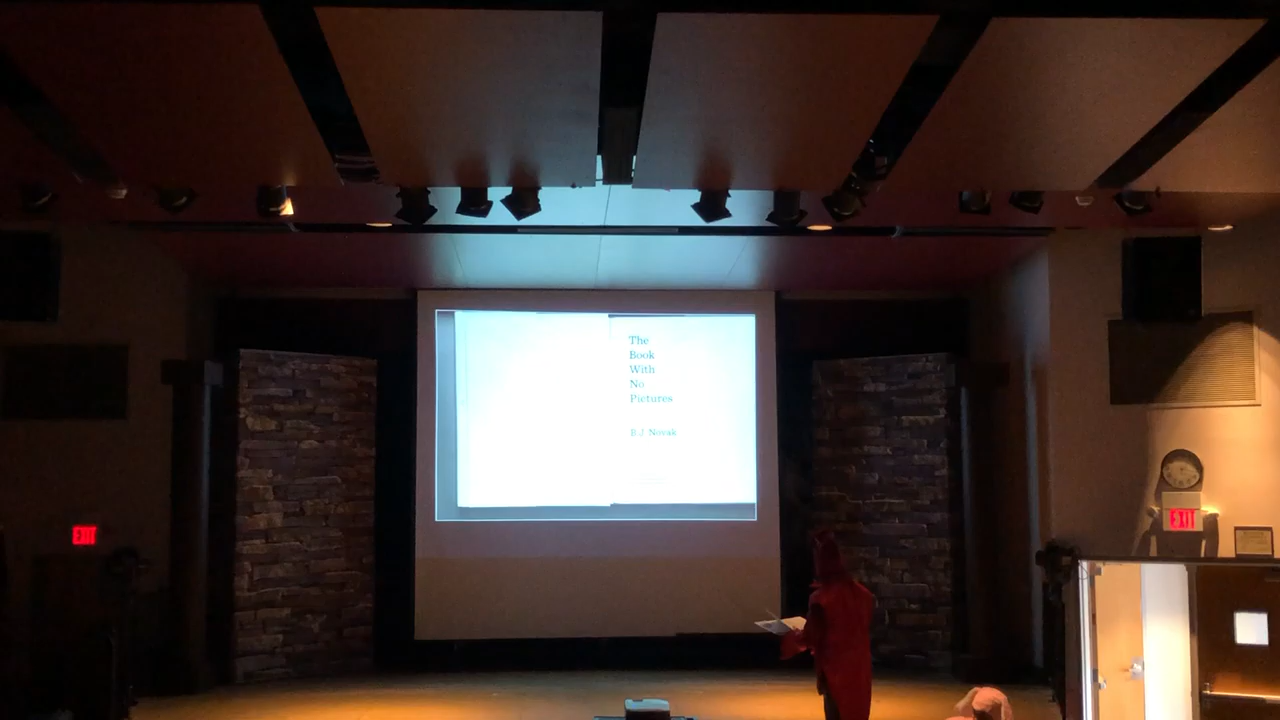 The
Book
With
No
Pictures
B.J. Novak
EXIT
EXIT